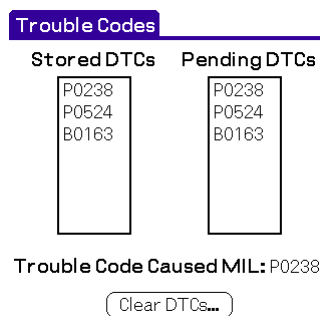 Trouble Codes
Stored DTCs Pending DTCs
P0238 P0238
P0524 P0524
B0163 B0163
Trouble Code Caused MIL: P0238
Clear DTCs...